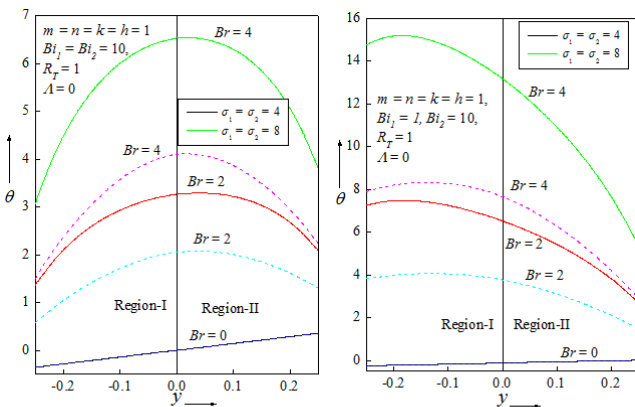 m = n = k = h = 1
Bi₁ = Bi₂ = 10,
R_T = 1
Λ = 0
Br = 4
σ₁ = σ₂ = 4
σ₁ = σ₂ = 8
Br = 4
Br = 2
Br = 2
Region-I
Region-II
Br = 0
θ
7
6
5
4
3
2
1
0
-0.2
-0.1
0.0
0.1
0.2
y
σ₁ = σ₂ = 4
σ₁ = σ₂ = 8
m = n = k = h = 1,
Bi₁ = 1, Bi₂ = 10,
R_T = 1
Λ = 0
Br = 4
Br = 4
Br = 2
Br = 2
Region-I
Region-II
Br = 0
θ
16
14
12
10
8
6
4
2
0
-0.2
-0.1
0.0
0.1
0.2
y